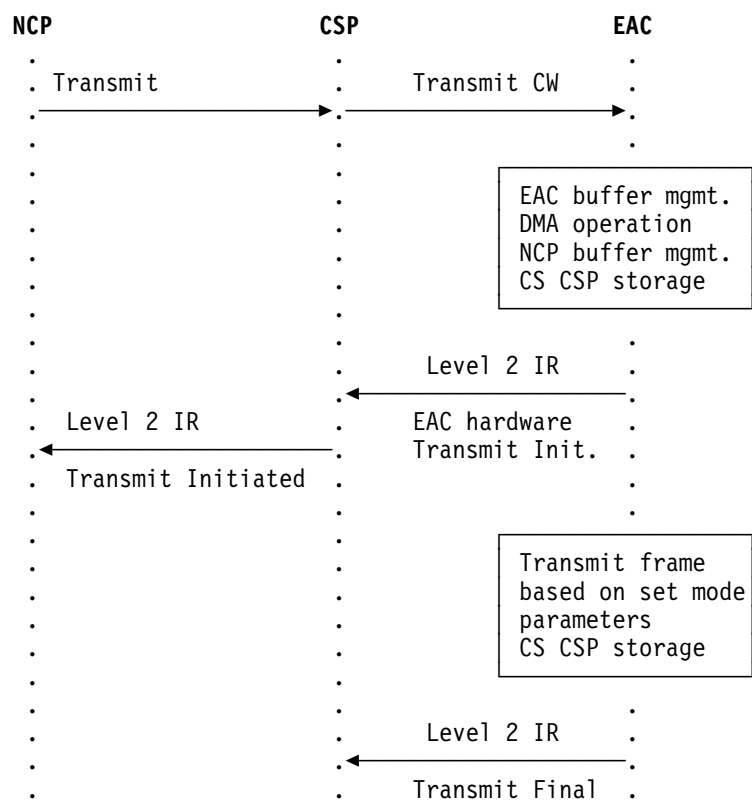 NCP CSP EAC
Transmit Transmit CW
EAC buffer mgmt.
DMA operation
NCP buffer mgmt.
CS CSP storage
Level 2 IR
Level 2 IR EAC hardware
Transmit Init.
Transmit Initiated
Transmit frame
based on set mode
parameters
CS CSP storage
Level 2 IR
Transmit Final